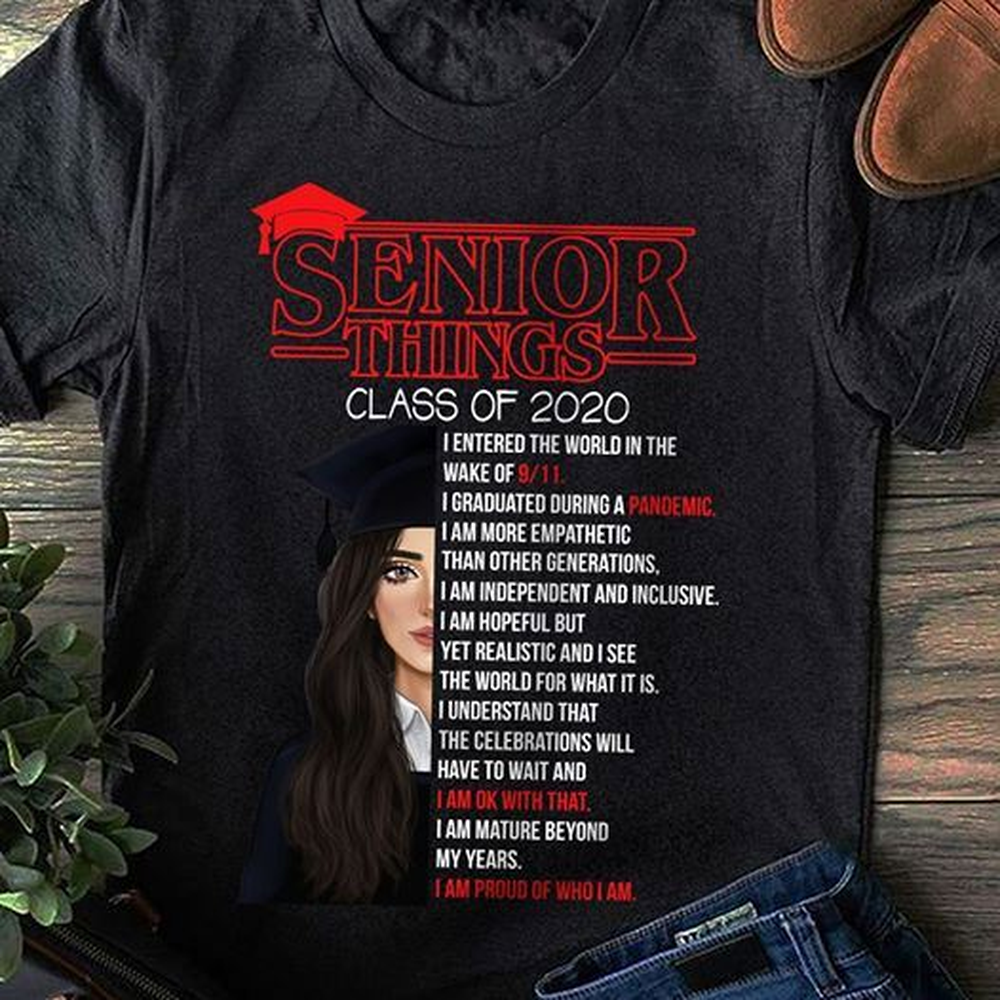 SENIOR
THINGS
CLASS OF 2020
I ENTERED THE WORLD IN THE
WAKE OF 9/11.
I GRADUATED DURING A PANDEMIC.
I AM MORE EMPATHETIC
THAN OTHER GENERATIONS,
I AM INDEPENDENT AND INCLUSIVE.
I AM HOPEFUL BUT
YET REALISTIC AND I SEE
THE WORLD FOR WHAT IT IS.
I UNDERSTAND THAT
THE CELEBRATIONS WILL
HAVE TO WAIT AND
I AM OK WITH THAT.
I AM MATURE BEYOND
MY YEARS.
I AM PROUD OF WHO I AM.